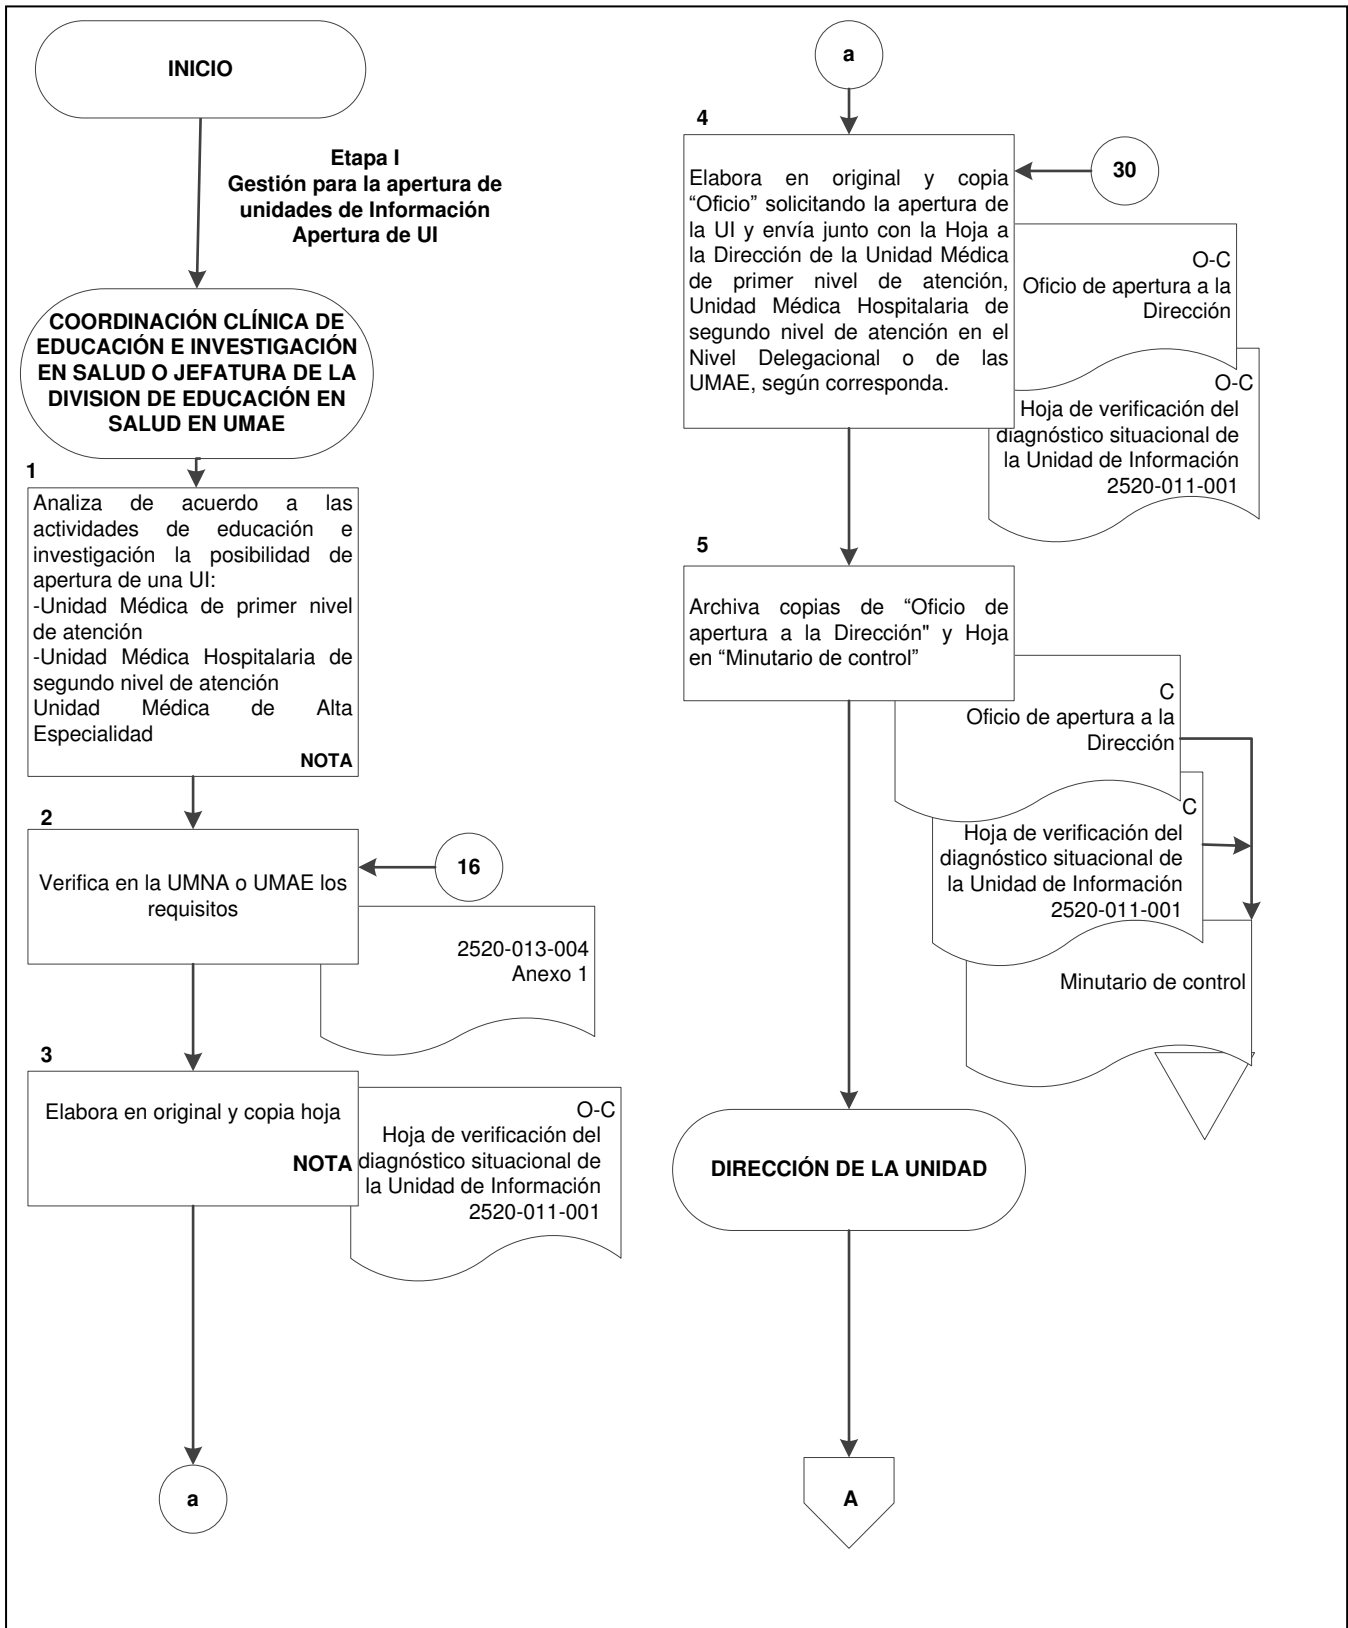 INICIO
Etapa I
Gestión para la apertura de
unidades de Información
Apertura de UI
COORDINACIÓN CLÍNICA DE
EDUCACIÓN E INVESTIGACIÓN
EN SALUD O JEFATURA DE LA
DIVISION DE EDUCACIÓN EN
SALUD EN UMAE
1
Analiza de acuerdo a las
actividades de educación e
investigación la posibilidad de
apertura de una UI:
-Unidad Médica de primer nivel
de atención
-Unidad Médica Hospitalaria de
segundo nivel de atención
Unidad Médica de Alta
Especialidad
NOTA
2
Verifica en la UMNA o UMAE los
requisitos
16
2520-013-004
Anexo 1
3
Elabora en original y copia hoja
NOTA
O-C
Hoja de verificación del
diagnóstico situacional de
la Unidad de Información
2520-011-001
a
a
4
Elabora en original y copia
“Oficio” solicitando la apertura de
la UI y envía junto con la Hoja a
la Dirección de la Unidad Médica
de primer nivel de atención,
Unidad Médica Hospitalaria de
segundo nivel de atención en el
Nivel Delegacional o de las
UMAE, según corresponda.
30
O-C
Oficio de apertura a la
Dirección
O-C
Hoja de verificación del
diagnóstico situacional de
la Unidad de Información
2520-011-001
5
Archiva copias de “Oficio de
apertura a la Dirección" y Hoja
en “Minutario de control”
C
Oficio de apertura a la
Dirección
C
Hoja de verificación del
diagnóstico situacional de
la Unidad de Información
2520-011-001
Minutario de control
DIRECCIÓN DE LA UNIDAD
A